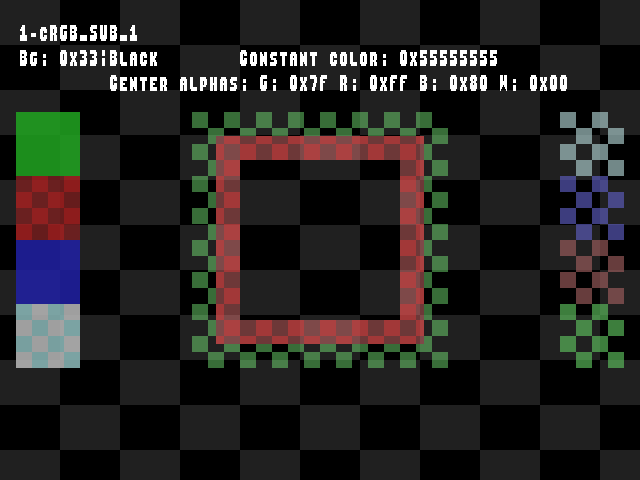 1-cRGB_SUB_1
Bg: 0x33¦Black Constant color: 0x55555555
Center alphas: G: 0x7f R: 0xff B: 0x80 W: 0x00